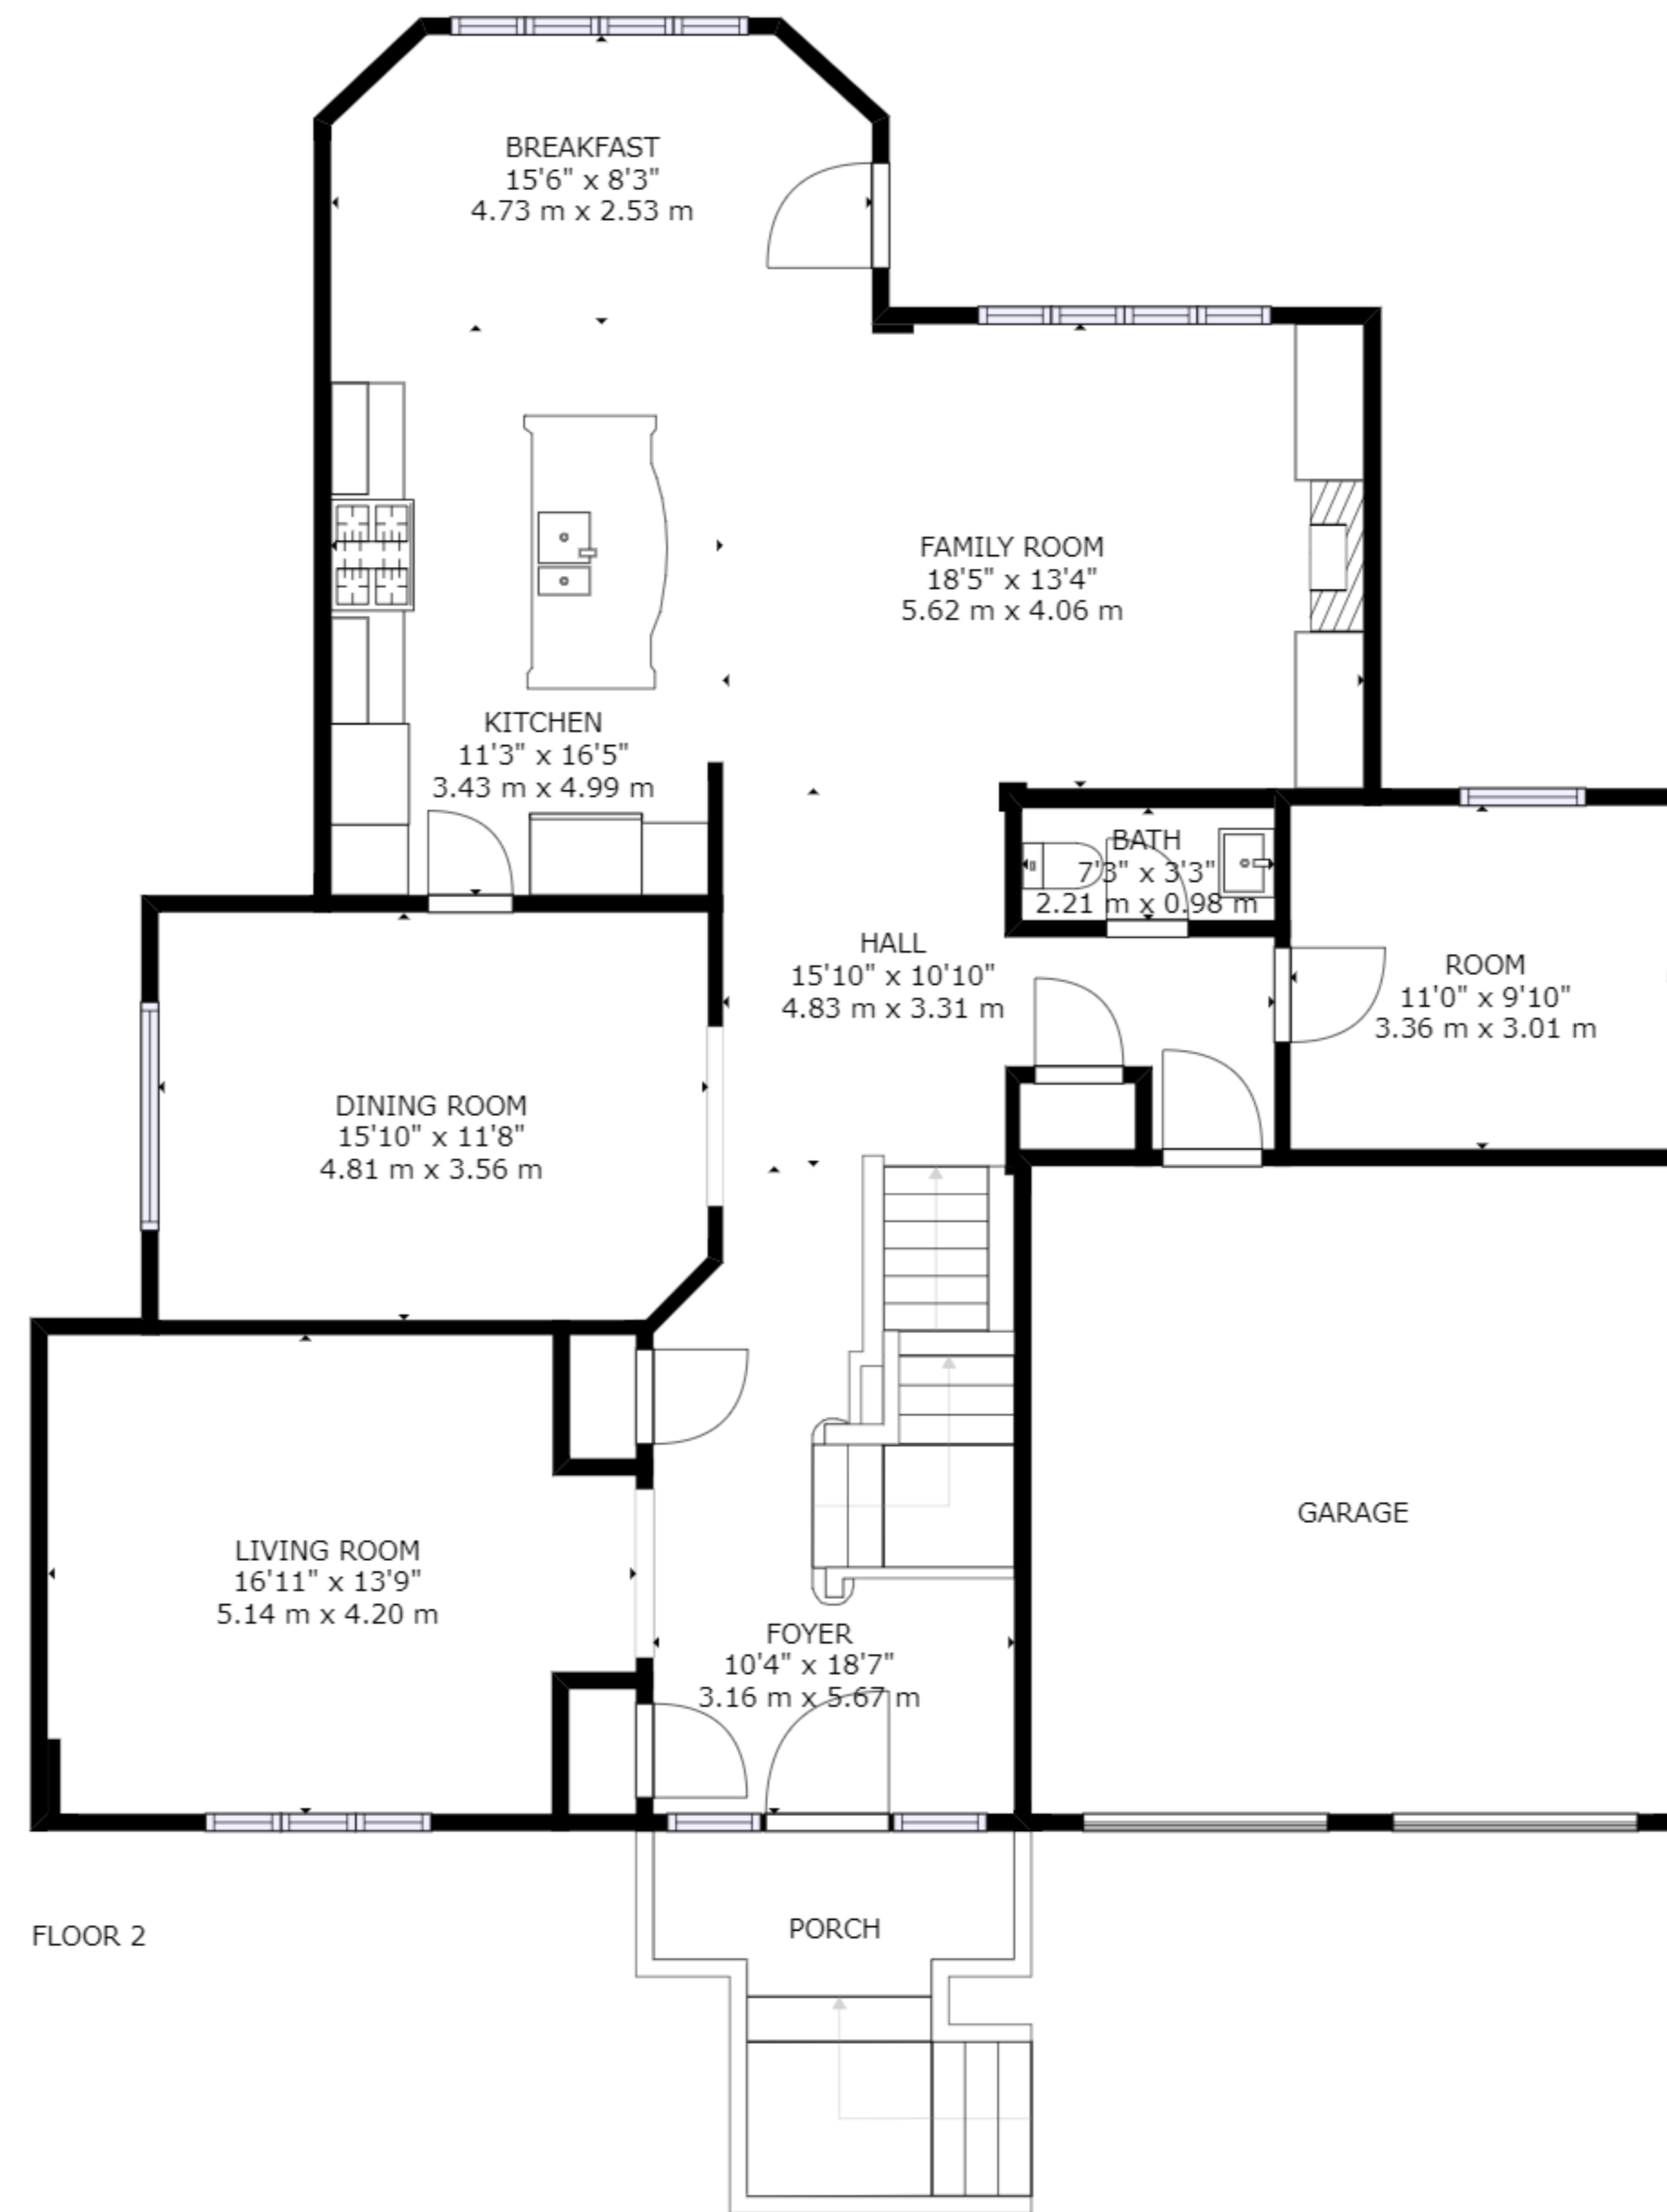 BREAKFAST
15'6" x 8'3"
4.73 m x 2.53 m
FAMILY ROOM
18'5" x 13'4"
5.62 m x 4.06 m
KITCHEN
11'3" x 16'5"
3.43 m x 4.99 m
BATH
7'3" x 3'3"
2.21 m x 0.98 m
HALL
15'10" x 10'10"
4.83 m x 3.31 m
ROOM
11'0" x 9'10"
3.36 m x 3.01 m
DINING ROOM
15'10" x 11'8"
4.81 m x 3.56 m
GARAGE
LIVING ROOM
16'11" x 13'9"
5.14 m x 4.20 m
FOYER
10'4" x 18'7"
3.16 m x 5.67 m
PORCH
FLOOR 2